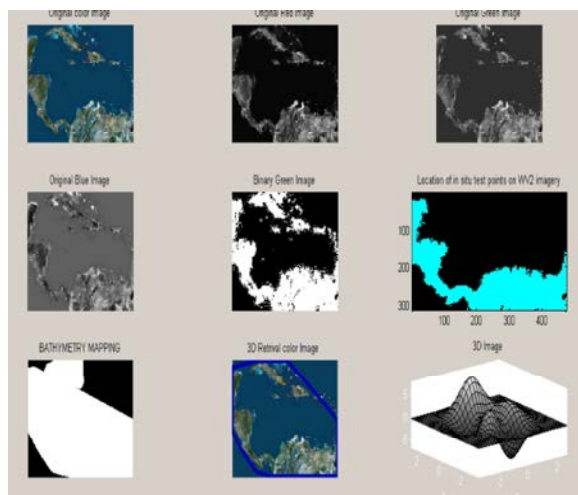 Original color Image
Original Red Image
Original Green Image
Original Blue Image
Binary Green Image
Location of in situ test points on WV2 imagery
100
200
300
100 200 300 400
BATHYMETRY MAPPING
3D Retrival color Image
3D Image